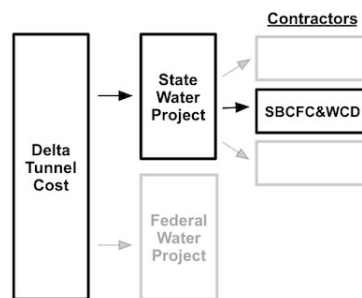 Contractors
State
Water
Project
SBCFC&WCD
Delta
Tunnel
Cost
Federal
Water
Project